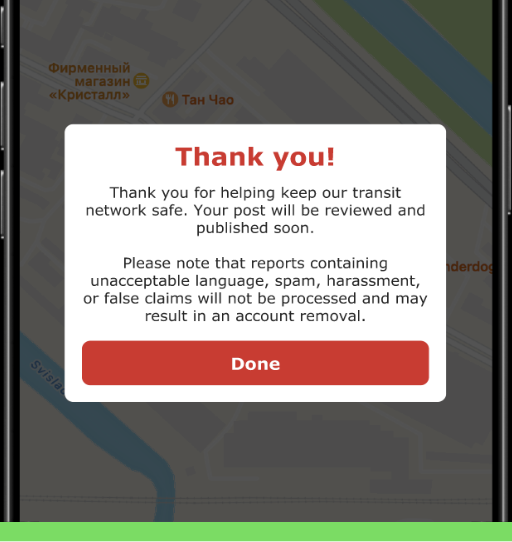 Фирменный
магазин
«Кристалл»
Тан Чао
Thank you!
Thank you for helping keep our transit
network safe. Your post will be reviewed and
published soon.
Please note that reports containing
unacceptable language, spam, harassment,
or false claims will not be processed and may
result in an account removal.
Done